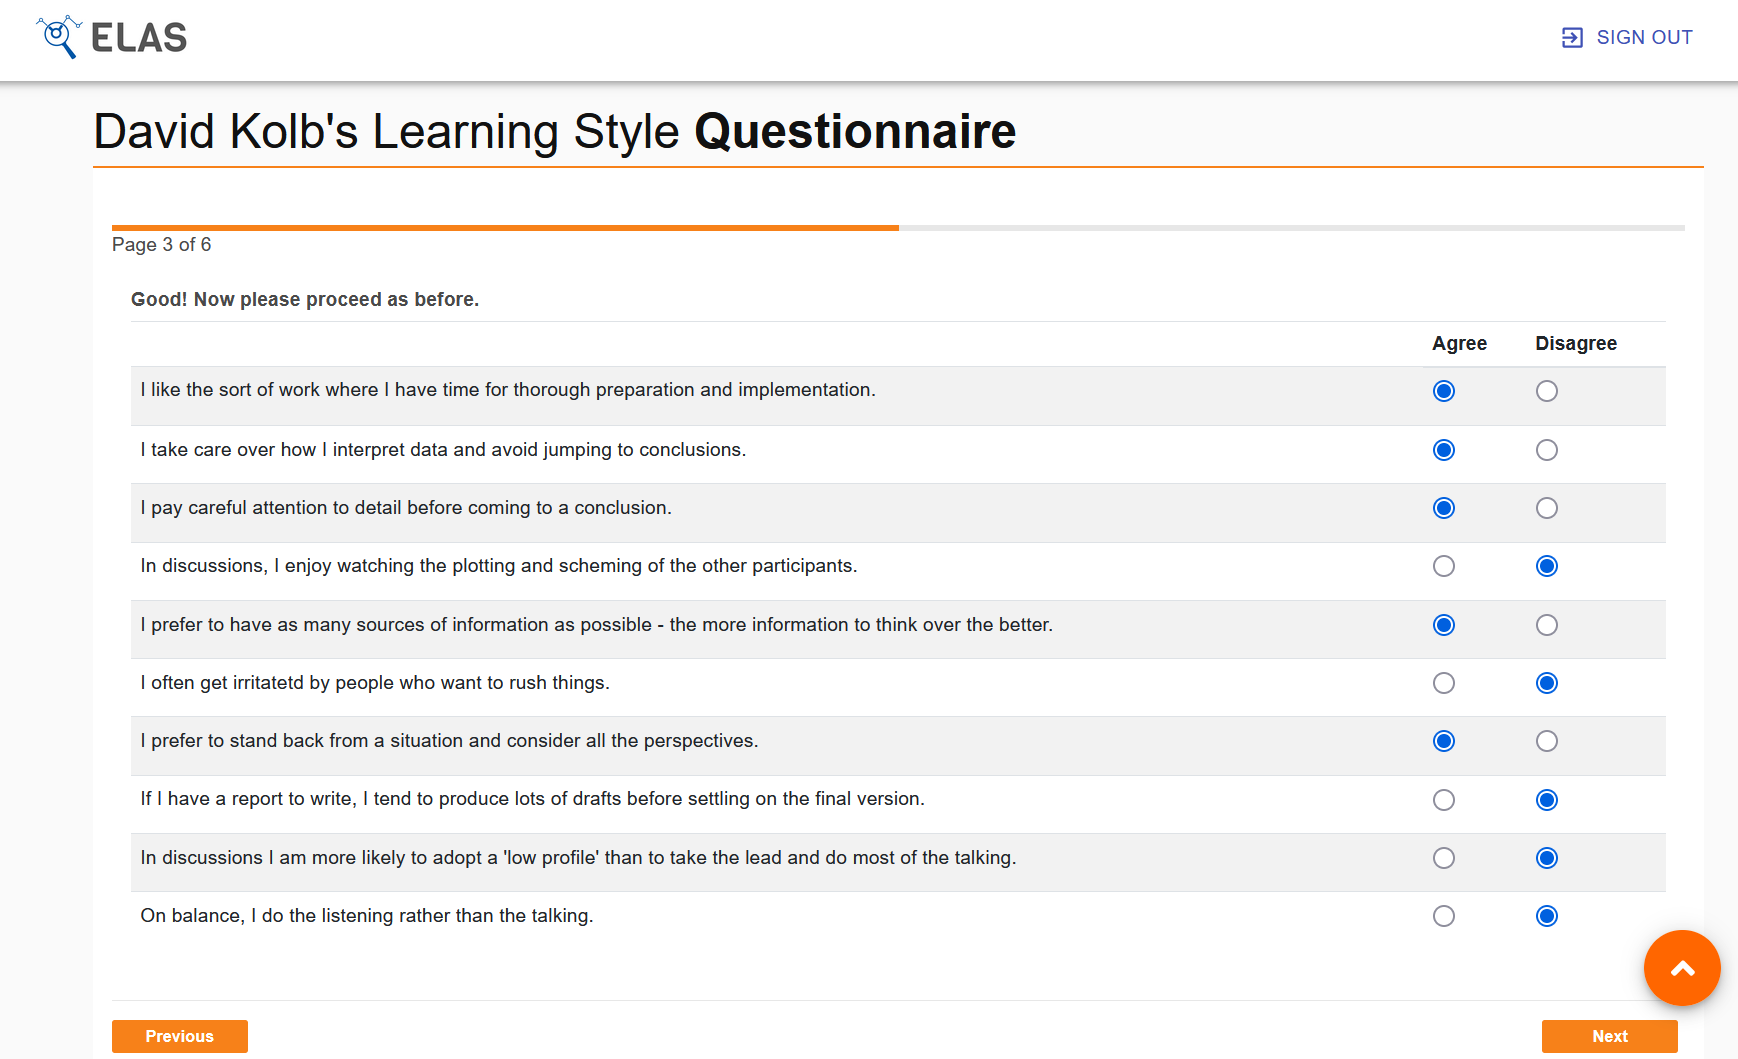 ELAS
SIGN OUT
David Kolb's Learning Style Questionnaire
Page 3 of 6
Good! Now please proceed as before.
Agree Disagree
I like the sort of work where I have time for thorough preparation and implementation.
I take care over how I interpret data and avoid jumping to conclusions.
I pay careful attention to detail before coming to a conclusion.
In discussions, I enjoy watching the plotting and scheming of the other participants.
I prefer to have as many sources of information as possible - the more information to think over the better.
I often get irritatetd by people who want to rush things.
I prefer to stand back from a situation and consider all the perspectives.
If I have a report to write, I tend to produce lots of drafts before settling on the final version.
In discussions I am more likely to adopt a 'low profile' than to take the lead and do most of the talking.
On balance, I do the listening rather than the talking.
Previous
Next